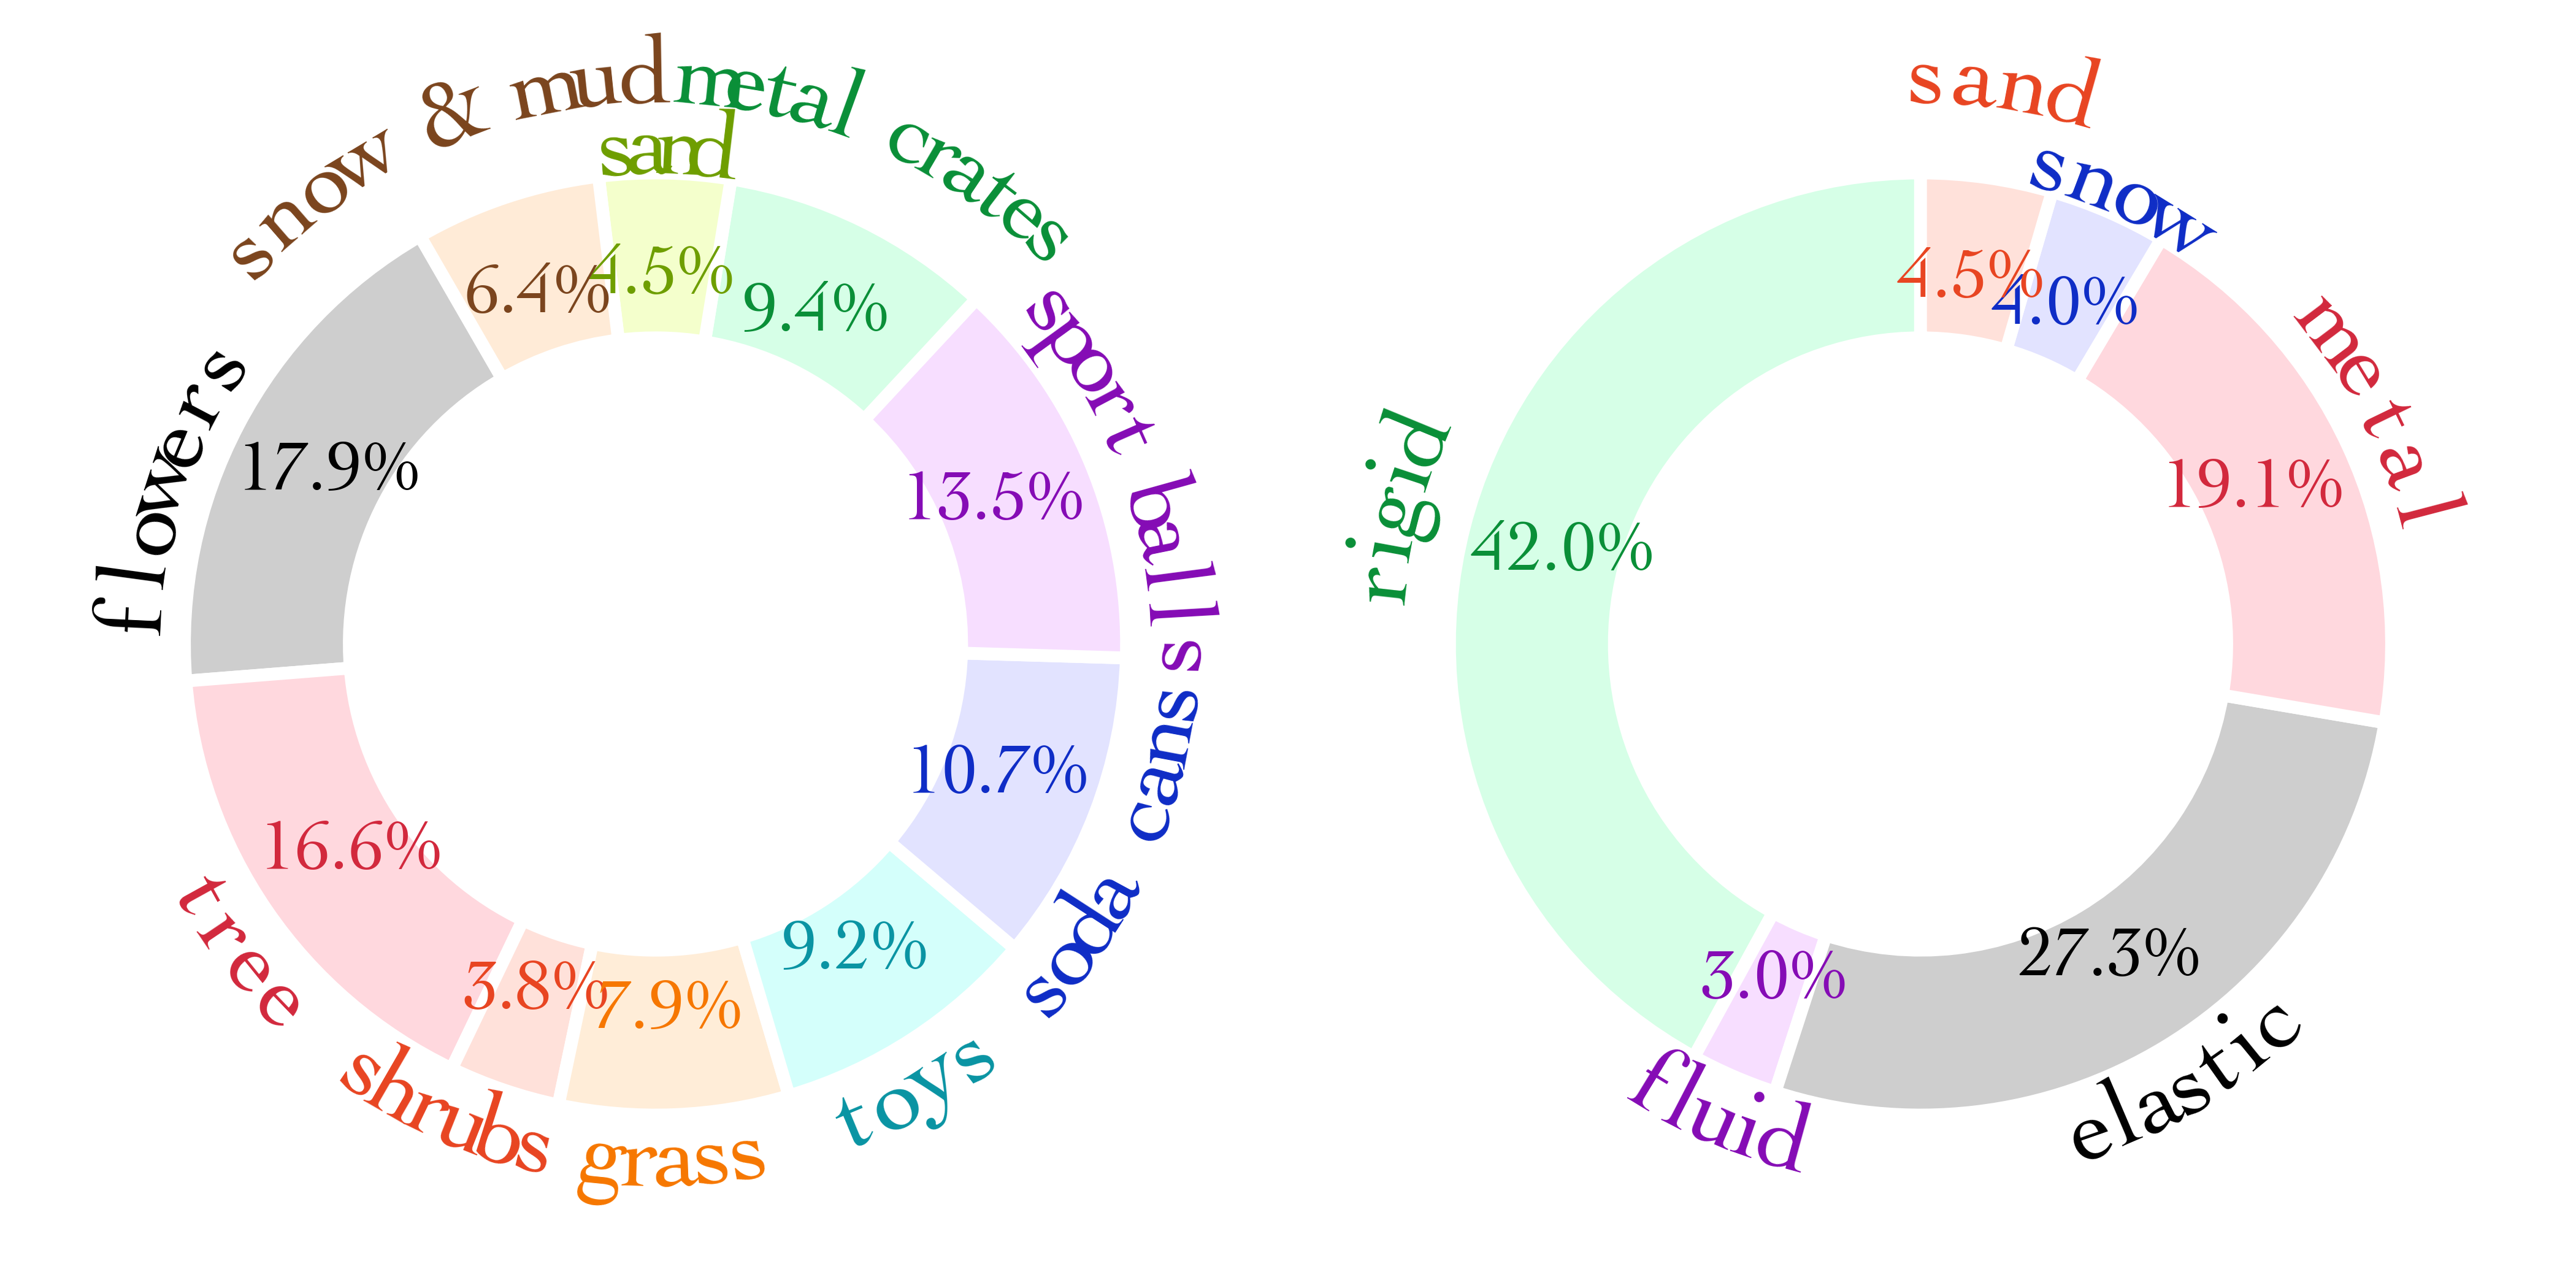 snow & mud
6.4%
sand
4.5%
metal crates
9.4%
sport balls
13.5%
soda cans
10.7%
toys
9.2%
grass
7.9%
shrubs
3.8%
tree
16.6%
flowers
17.9%
sand
4.5%
snow
4.0%
metal
19.1%
elastic
27.3%
fluid
3.0%
rigid
42.0%